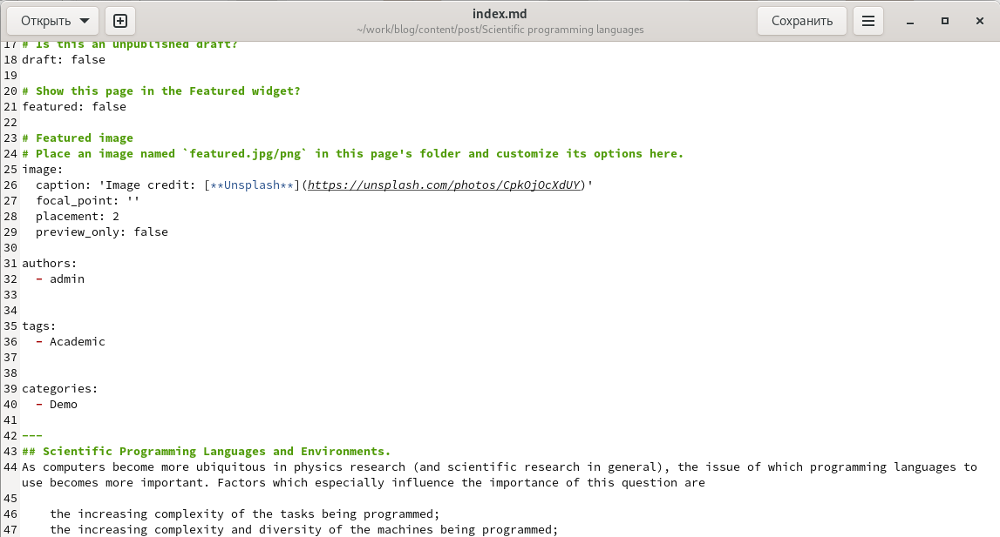 Открыть
index.md
~/work/blog/content/post/Scientific programming languages
Сохранить
17 # Is this an unpublished draft?
18 draft: false
19
20 # Show this page in the Featured widget?
21 featured: false
22
23 # Featured image
24 # Place an image named `featured.jpg/png` in this page's folder and customize its options here.
25 image:
26   caption: 'Image credit: [**Unsplash**](https://unsplash.com/photos/CpkOjOcXdUY)'
27   focal_point: ''
28   placement: 2
29   preview_only: false
30
31 authors:
32   - admin
33
34
35 tags:
36   - Academic
37
38
39 categories:
40   - Demo
41
42 ---
43 ## Scientific Programming Languages and Environments.
44 As computers become more ubiquitous in physics research (and scientific research in general), the issue of which programming languages to
use becomes more important. Factors which especially influence the importance of this question are
45
46     the increasing complexity of the tasks being programmed;
47     the increasing complexity and diversity of the machines being programmed;